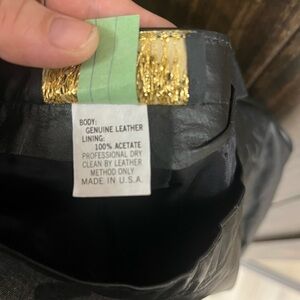 BODY:
GENUINE LEATHER
LINING:
100% ACETATE
PROFESSIONAL DRY
CLEAN BY LEATHER
METHOD ONLY
MADE IN U.S.A.